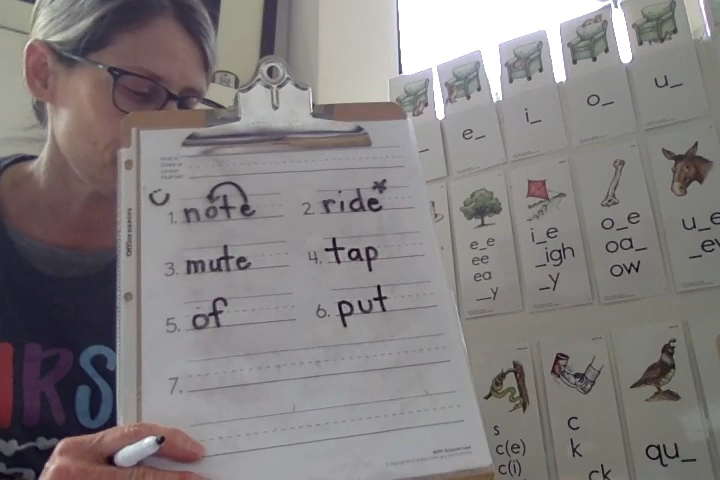 1. note 2. ride*
3. mute 4. tap
5. of 6. put
7.
e_
i_
o_
u_
e_e
ee
ea
_y
i_e
_igh
_y
o_e
oa_
ow
u_e
s
c(e)
c(i)
c
k
ck
qu_